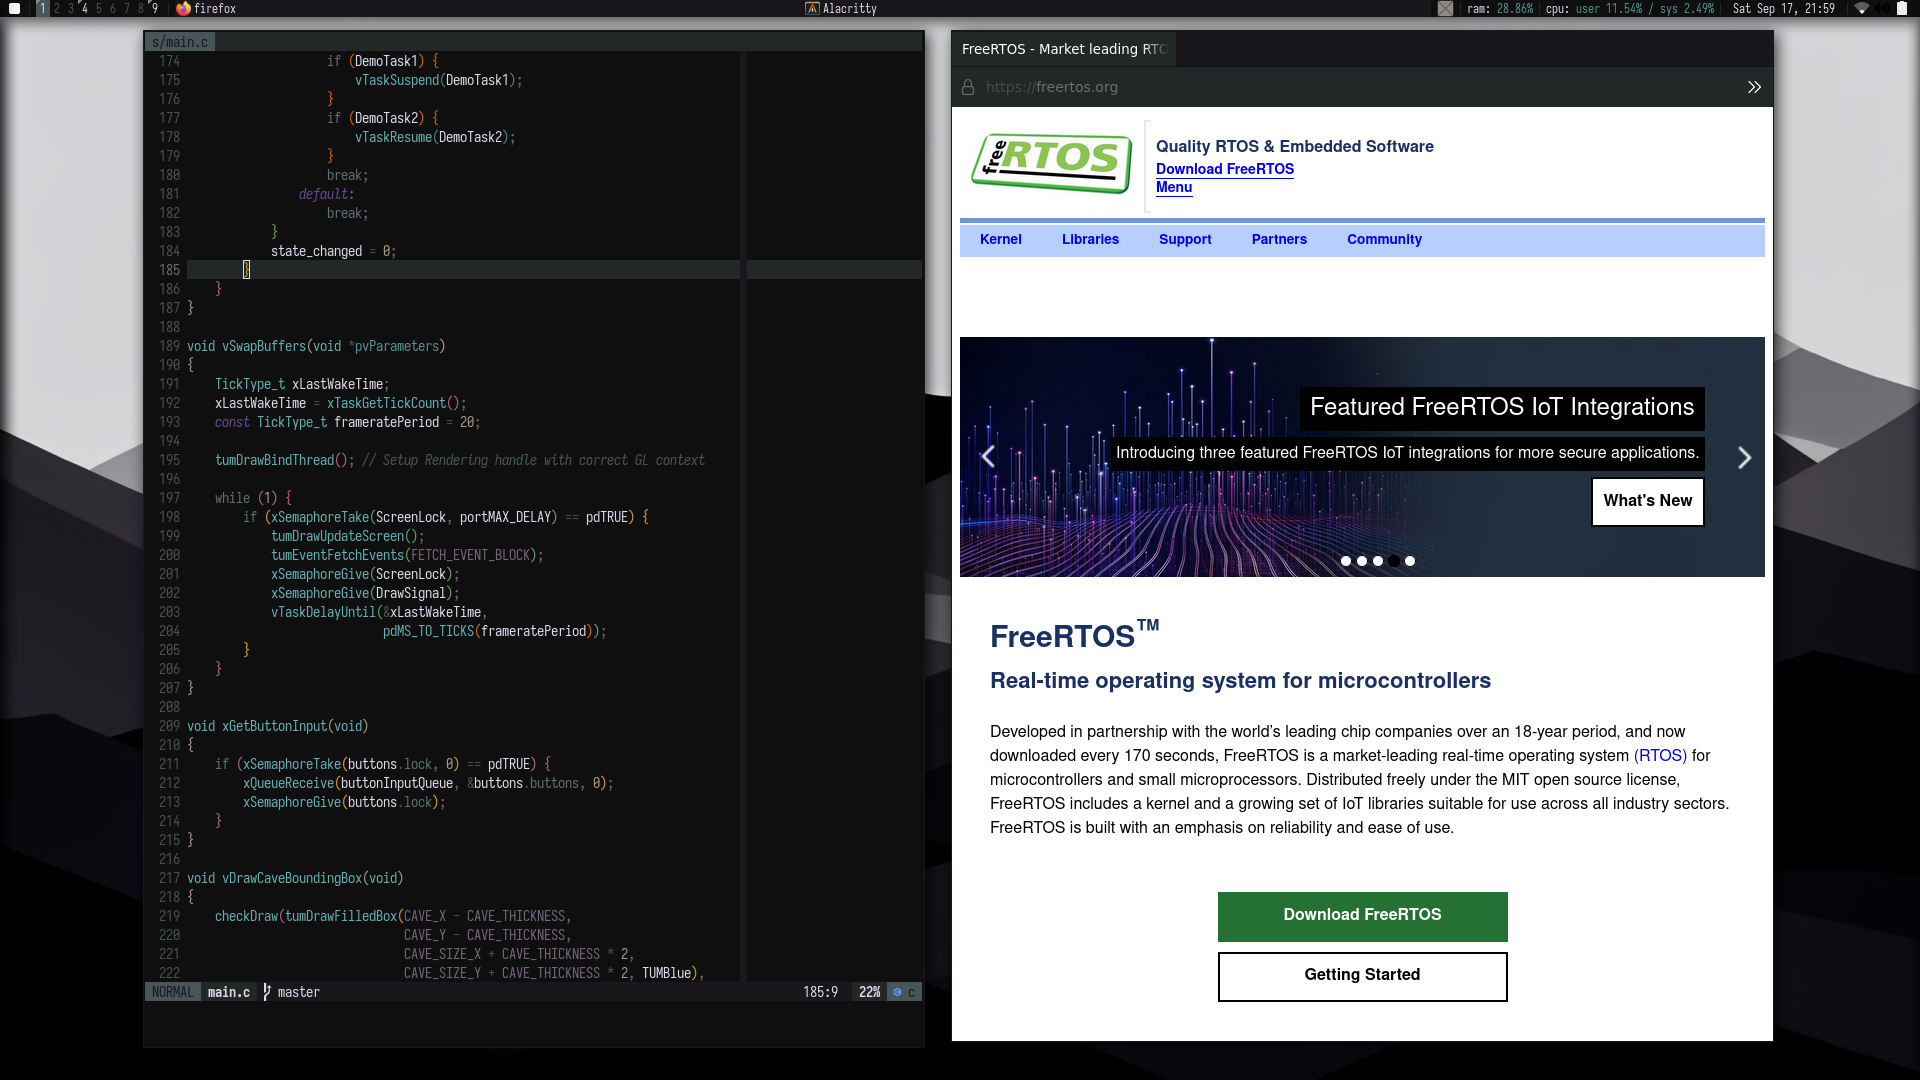 1 2 3 4 5 6 7 8 9 firefox
Alacritty
ram: 28.86% cpu: user 11.54% / sys 2.49% Sat Sep 17, 21:59
s/main.c
174 if (DemoTask1) {
175 vTaskSuspend(DemoTask1);
176 }
177 if (DemoTask2) {
178 vTaskResume(DemoTask2);
179 }
180 break;
181 default:
182 break;
183 }
184 state_changed = 0;
185 }
186 }
187 }
188
189 void vSwapBuffers(void *pvParameters)
190 {
191 TickType_t xLastWakeTime;
192 xLastWakeTime = xTaskGetTickCount();
193 const TickType_t frameratePeriod = 20;
194
195 tumDrawBindThread(); // Setup Rendering handle with correct GL context
196
197 while (1) {
198 if (xSemaphoreTake(ScreenLock, portMAX_DELAY) == pdTRUE) {
199 tumDrawUpdateScreen();
200 tumEventFetchEvents(FETCH_EVENT_BLOCK);
201 xSemaphoreGive(ScreenLock);
202 xSemaphoreGive(DrawSignal);
203 vTaskDelayUntil(&xLastWakeTime,
204 pdMS_TO_TICKS(frameratePeriod));
205 }
206 }
207 }
208
209 void xGetButtonInput(void)
210 {
211 if (xSemaphoreTake(buttons.lock, 0) == pdTRUE) {
212 xQueueReceive(buttonInputQueue, &buttons.buttons, 0);
213 xSemaphoreGive(buttons.lock);
214 }
215 }
216
217 void vDrawCaveBoundingBox(void)
218 {
219 checkDraw(tumDrawFilledBox(CAVE_X - CAVE_THICKNESS,
220 CAVE_Y - CAVE_THICKNESS,
221 CAVE_SIZE_X + CAVE_THICKNESS * 2,
222 CAVE_SIZE_Y + CAVE_THICKNESS * 2, TUMBlue),
NORMAL main.c master 185:9 22% c
FreeRTOS - Market leading RTO
https://freertos.org
free RTOS
Quality RTOS & Embedded Software
Download FreeRTOS
Menu
Kernel Libraries Support Partners Community
Featured FreeRTOS IoT Integrations
Introducing three featured FreeRTOS IoT integrations for more secure applications.
What's New
FreeRTOS™
Real-time operating system for microcontrollers
Developed in partnership with the world’s leading chip companies over an 18-year period, and now
downloaded every 170 seconds, FreeRTOS is a market-leading real-time operating system (RTOS) for
microcontrollers and small microprocessors. Distributed freely under the MIT open source license,
FreeRTOS includes a kernel and a growing set of IoT libraries suitable for use across all industry sectors.
FreeRTOS is built with an emphasis on reliability and ease of use.
Download FreeRTOS
Getting Started